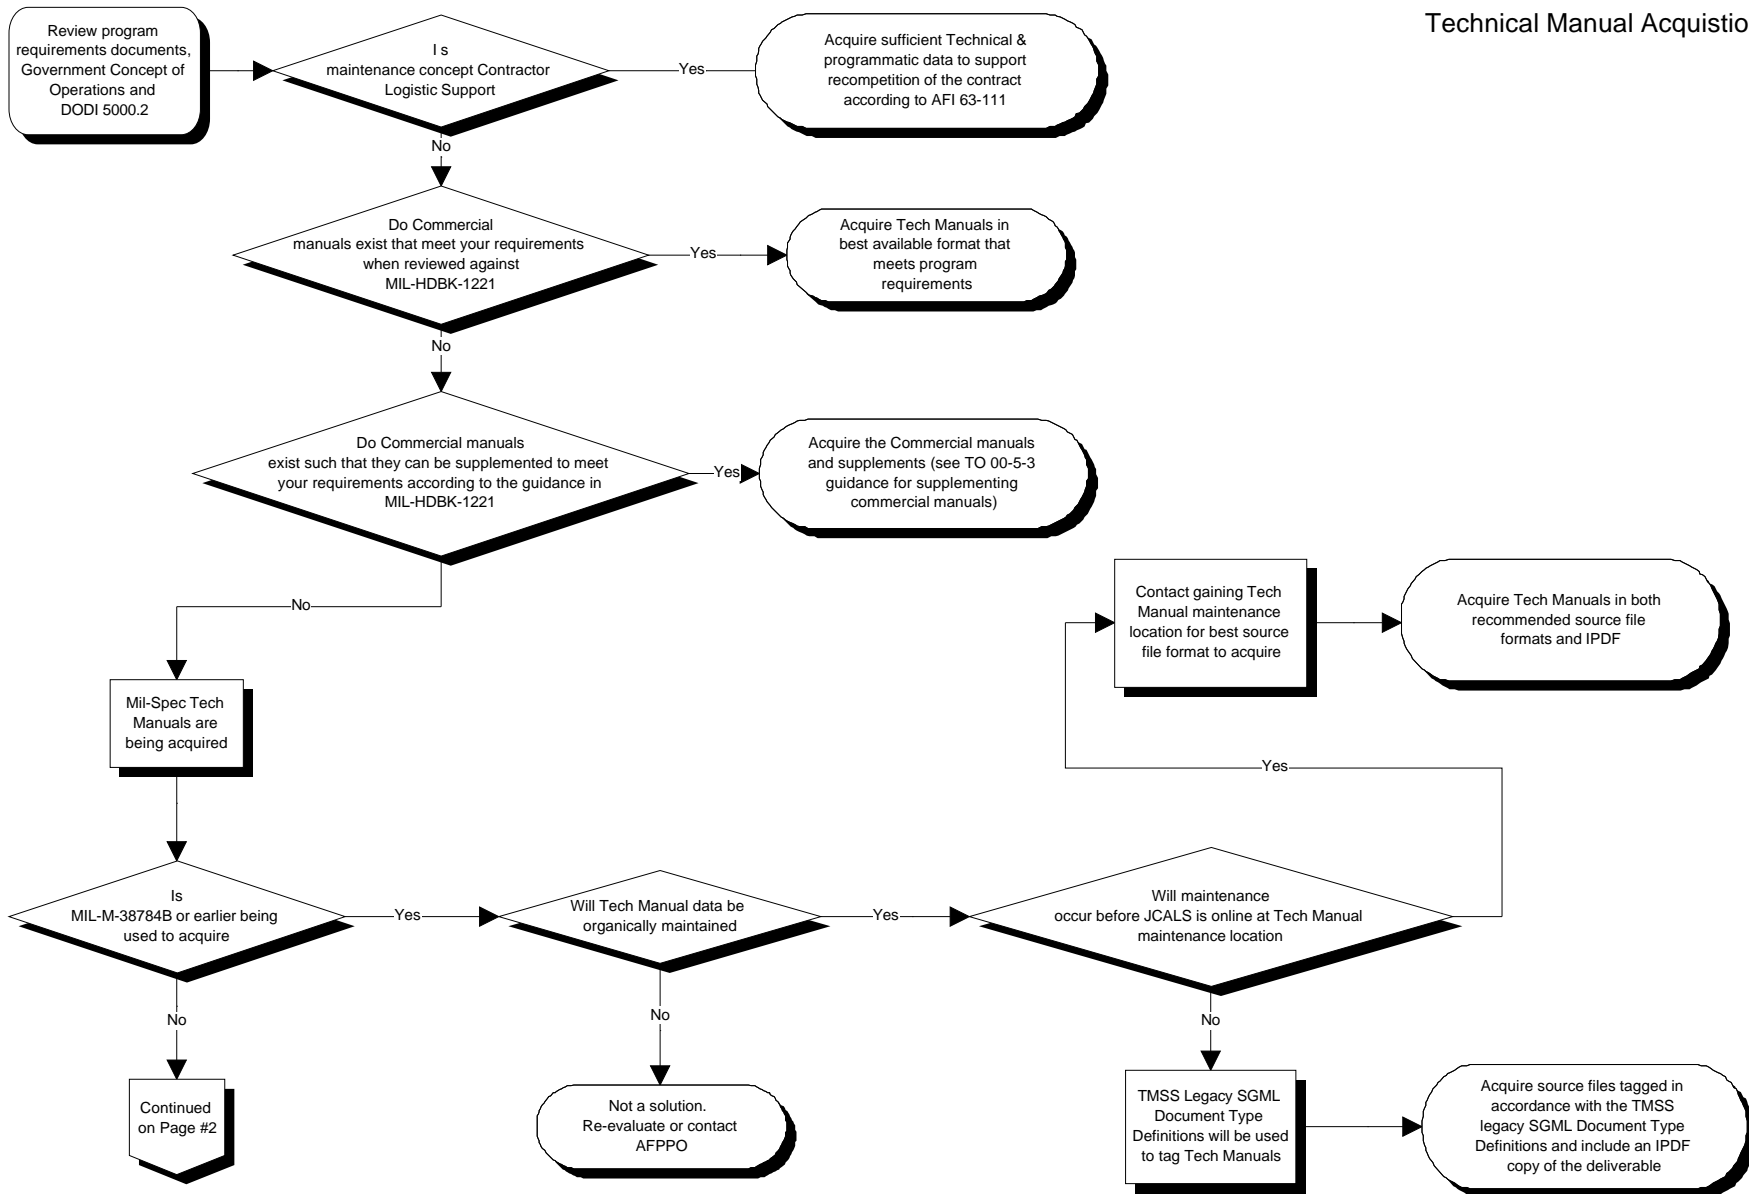 Technical Manual Acquistio
Review program
requirements documents,
Government Concept of
Operations and
DODI 5000.2
I s
maintenance concept Contractor
Logistic Support
Yes
Acquire sufficient Technical &
programmatic data to support
recompetition of the contract
according to AFI 63-111
No
Do Commercial
manuals exist that meet your requirements
when reviewed against
MIL-HDBK-1221
Yes
Acquire Tech Manuals in
best available format that
meets program
requirements
No
Do Commercial manuals
exist such that they can be supplemented to meet
your requirements according to the guidance in
MIL-HDBK-1221
Yes
Acquire the Commercial manuals
and supplements (see TO 00-5-3
guidance for supplementing
commercial manuals)
No
Contact gaining Tech
Manual maintenance
location for best source
file format to acquire
Acquire Tech Manuals in both
recommended source file
formats and IPDF
Mil-Spec Tech
Manuals are
being acquired
Yes
Is
MIL-M-38784B or earlier being
used to acquire
Yes
Will Tech Manual data be
organically maintained
Yes
Will maintenance
occur before JCALS is online at Tech Manual
maintenance location
No
No
No
Continued
on Page #2
Not a solution.
Re-evaluate or contact
AFPPO
TMSS Legacy SGML
Document Type
Definitions will be used
to tag Tech Manuals
Acquire source files tagged in
accordance with the TMSS
legacy SGML Document Type
Definitions and include an IPDF
copy of the deliverable